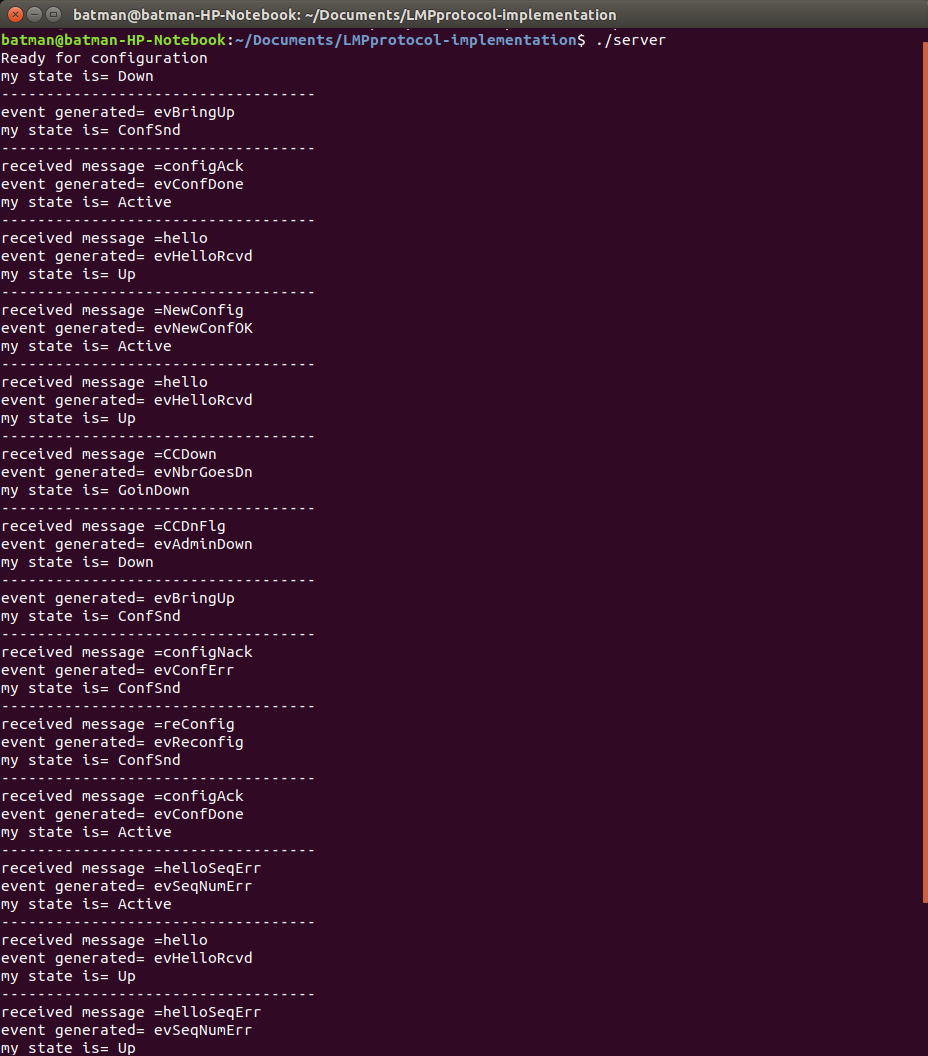 batman@batman-HP-Notebook: ~/Documents/LMPprotocol-implementation
batman@batman-HP-Notebook:~/Documents/LMPprotocol-implementation$ ./server
Ready for configuration
my state is= Down
-----------------------------------
event generated= evBringUp
my state is= ConfSnd
-----------------------------------
received message =configAck
event generated= evConfDone
my state is= Active
-----------------------------------
received message =hello
event generated= evHelloRcvd
my state is= Up
-----------------------------------
received message =NewConfig
event generated= evNewConfOK
my state is= Active
-----------------------------------
received message =hello
event generated= evHelloRcvd
my state is= Up
-----------------------------------
received message =CCDown
event generated= evNbrGoesDn
my state is= GoinDown
-----------------------------------
received message =CCDnFlg
event generated= evAdminDown
my state is= Down
-----------------------------------
event generated= evBringUp
my state is= ConfSnd
-----------------------------------
received message =configNack
event generated= evConfErr
my state is= ConfSnd
-----------------------------------
received message =reConfig
event generated= evReconfig
my state is= ConfSnd
-----------------------------------
received message =configAck
event generated= evConfDone
my state is= Active
-----------------------------------
received message =helloSeqErr
event generated= evSeqNumErr
my state is= Active
-----------------------------------
received message =hello
event generated= evHelloRcvd
my state is= Up
-----------------------------------
received message =helloSeqErr
event generated= evSeqNumErr
my state is= Up